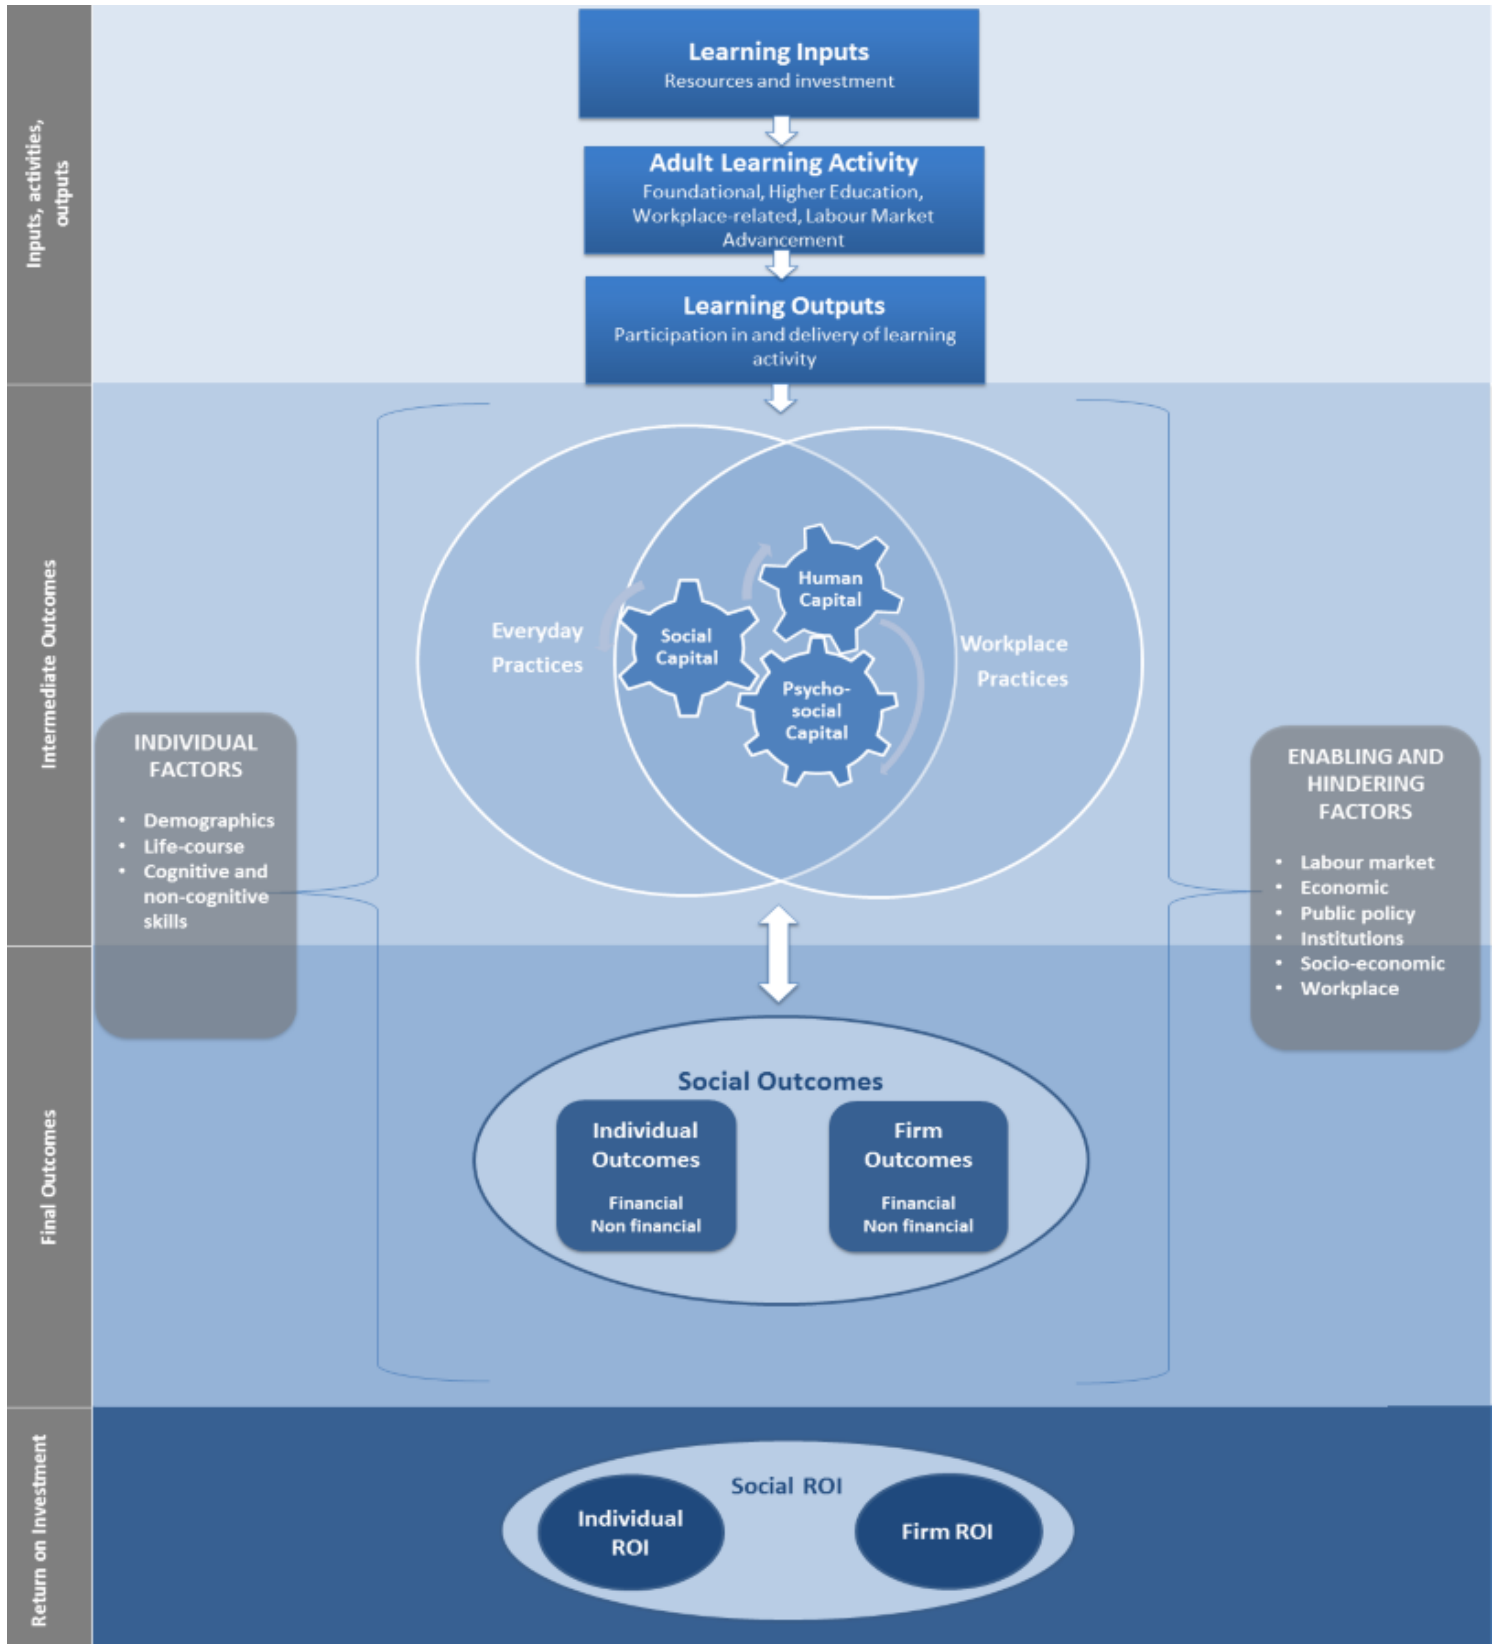 Inputs, activities,
outputs
Learning Inputs
Resources and investment
Adult Learning Activity
Foundational, Higher Education,
Workplace-related, Labour Market
Advancement
Learning Outputs
Participation in and delivery of learning
activity
Intermediate Outcomes
Everyday
Practices
Social
Capital
Human
Capital
Psycho-
social
Capital
Workplace
Practices
INDIVIDUAL
FACTORS
• Demographics
• Life-course
• Cognitive and
non-cognitive
skills
ENABLING AND
HINDERING
FACTORS
• Labour market
• Economic
• Public policy
• Institutions
• Socio-economic
• Workplace
Final Outcomes
Social Outcomes
Individual
Outcomes
Financial
Non financial
Firm
Outcomes
Financial
Non financial
Return on Investment
Social ROI
Individual
ROI
Firm ROI